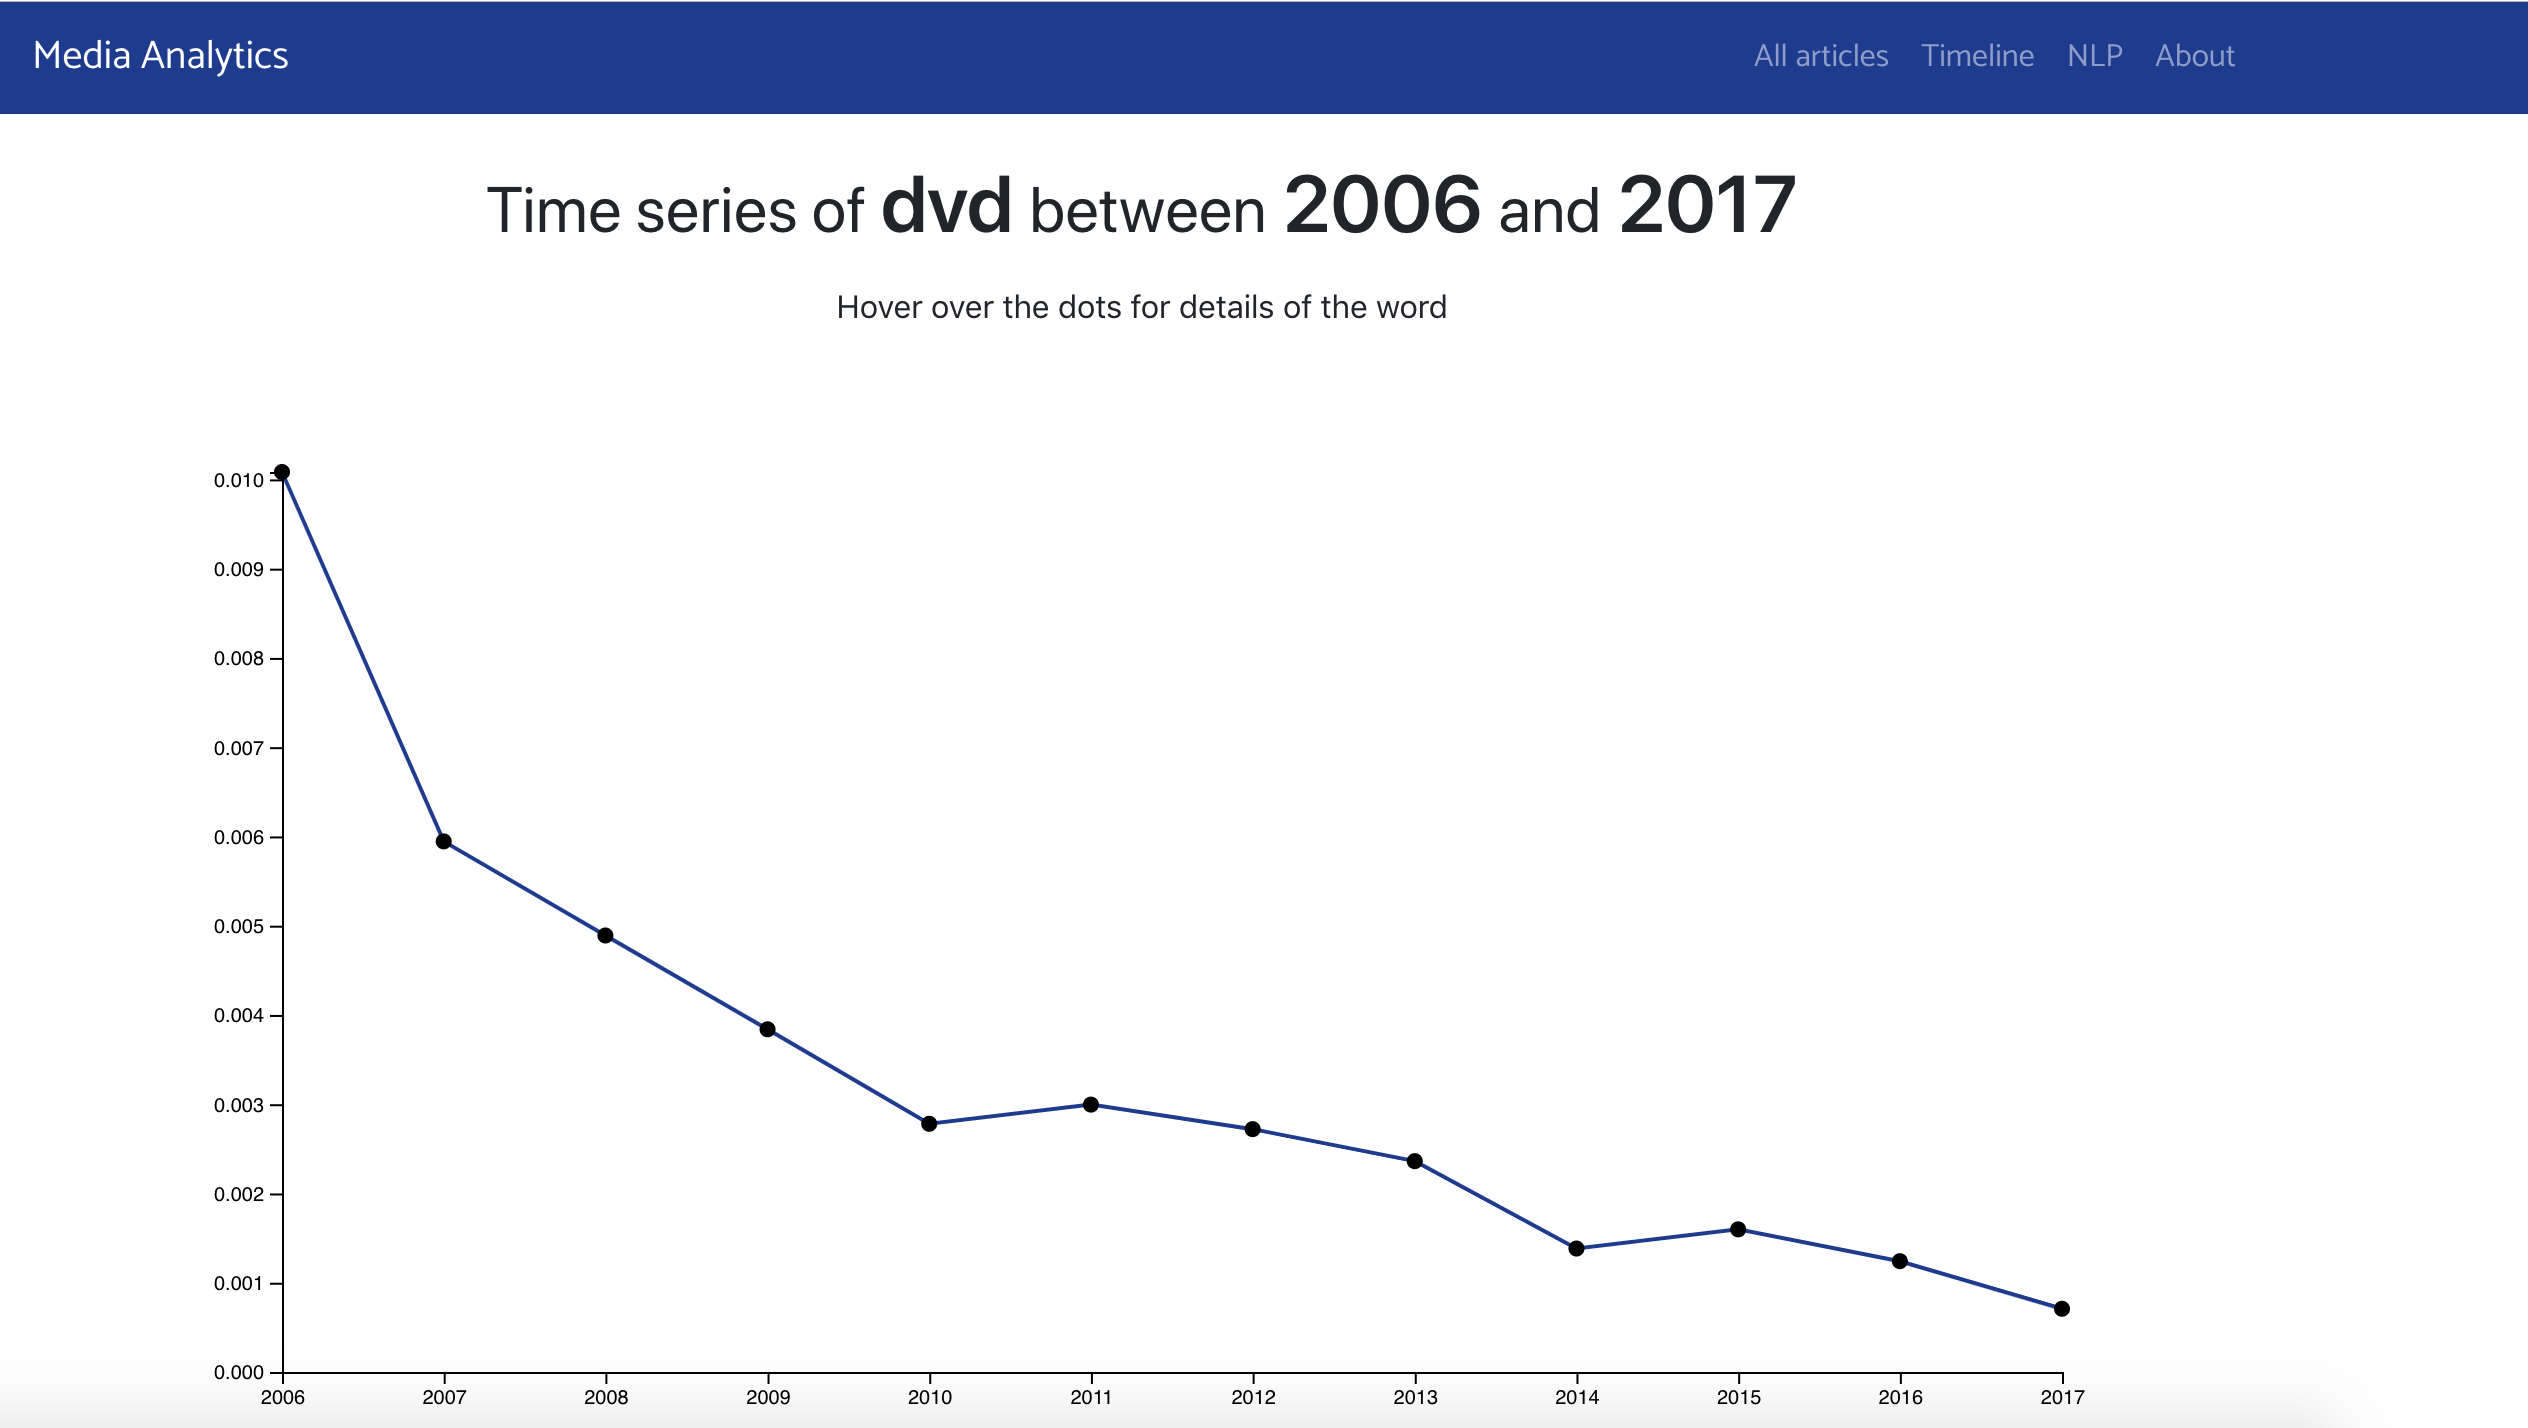 Media Analytics
All articles Timeline NLP About
Time series of dvd between 2006 and 2017
Hover over the dots for details of the word
0.010
0.009
0.008
0.007
0.006
0.005
0.004
0.003
0.002
0.001
0.000
2006 2007 2008 2009 2010 2011 2012 2013 2014 2015 2016 2017